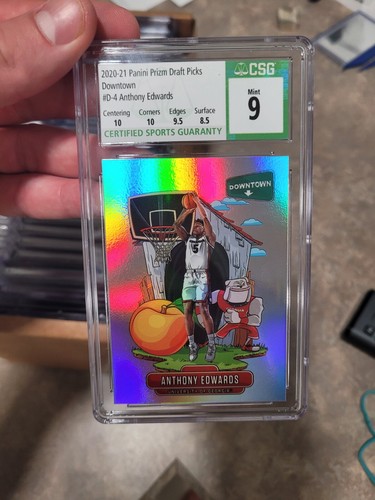 2020-21 Panini Prizm Draft Picks
Downtown
#D-4 Anthony Edwards
Centering Corners Edges Surface
10 10 9.5 8.5
CERTIFIED SPORTS GUARANTY
CSG
Mint
9
DOWNTOWN
5
ANTHONY EDWARDS